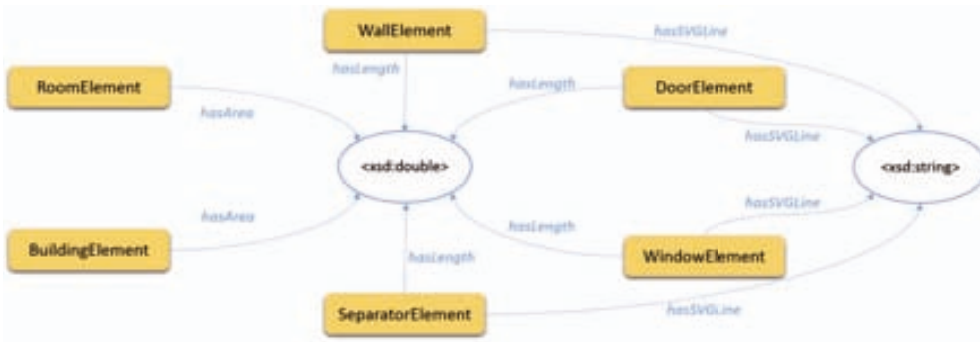 WallElement
hasSVGLine
hasLength
RoomElement
hasLength
DoorElement
hasArea
hasSVGLine
<xsd:double>
<xsd:string>
hasArea
hasSVGLine
hasLength
BuildingElement
hasLength
WindowElement
SeparatorElement
hasSVGLine